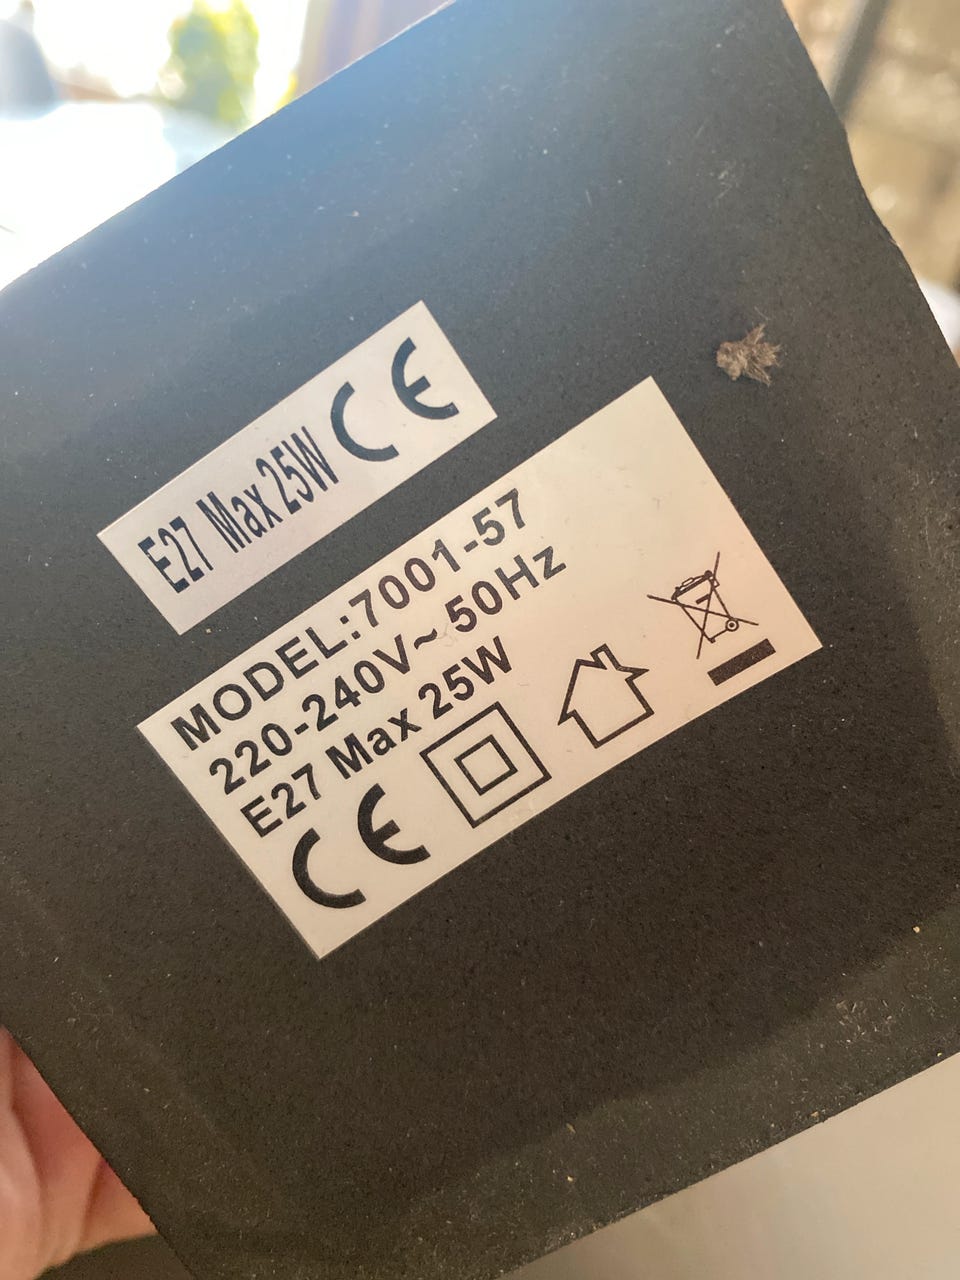 E27 Max 25W CE
MODEL:7001-57
220-240V~ 50Hz
E27 Max 25W
CE